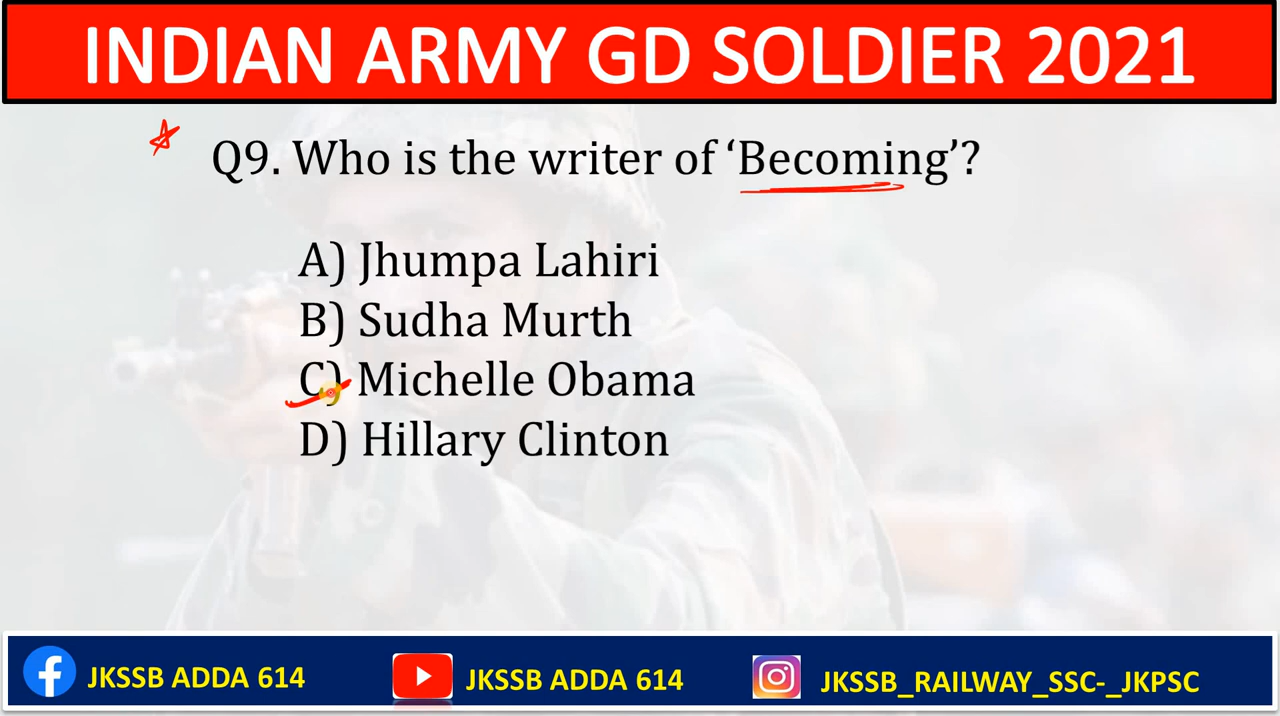 INDIAN ARMY GD SOLDIER 2021
Q9. Who is the writer of ‘Becoming’?
A) Jhumpa Lahiri
B) Sudha Murth
C) Michelle Obama
D) Hillary Clinton
JKSSB ADDA 614 JKSSB ADDA 614 JKSSB_RAILWAY_SSC-_JKPSC